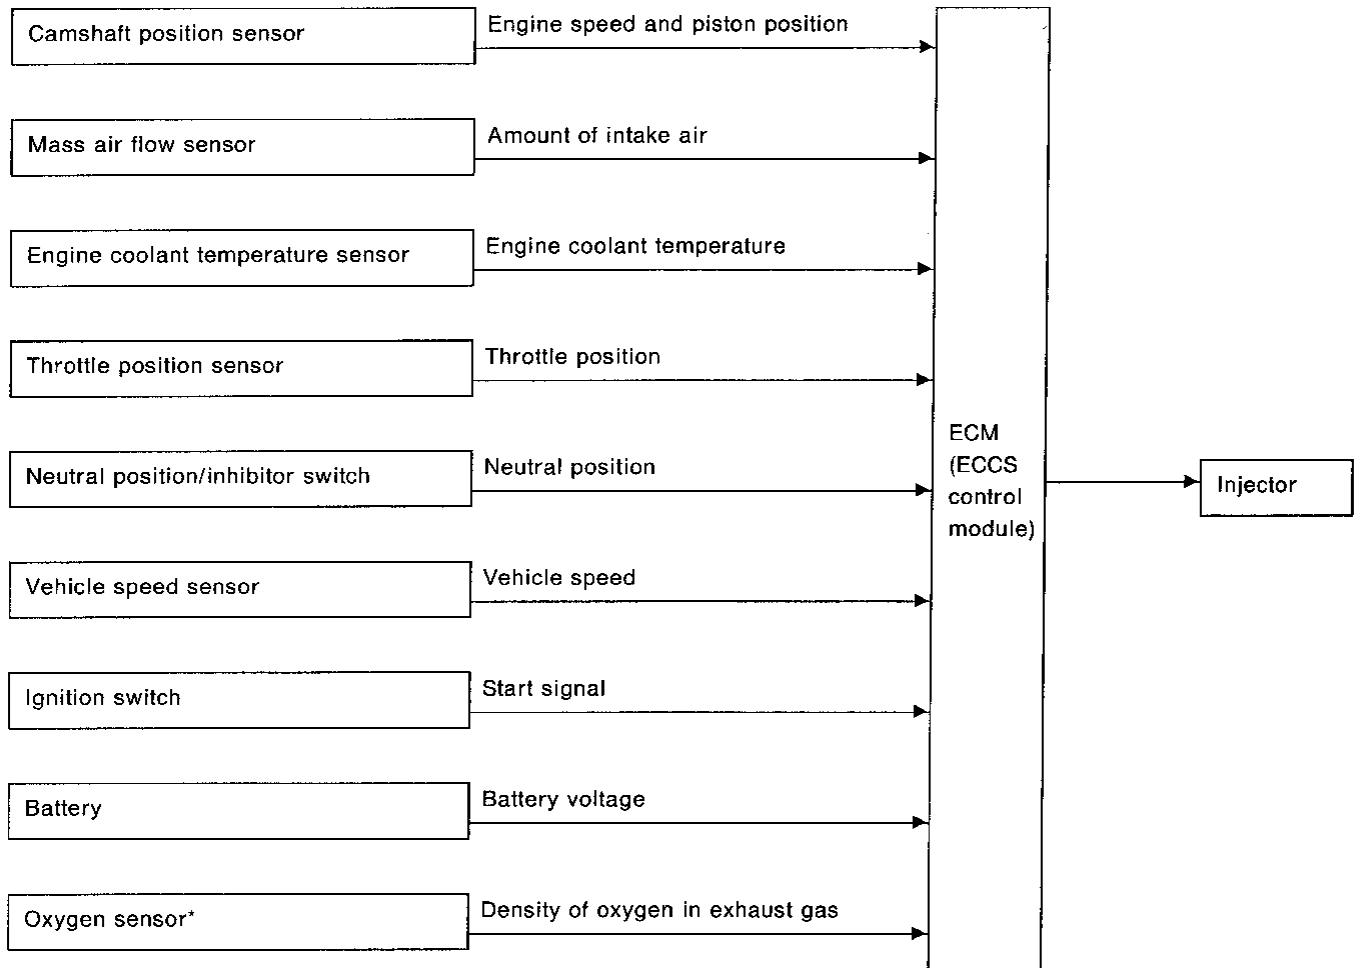 Camshaft position sensor
Engine speed and piston position
Mass air flow sensor
Amount of intake air
Engine coolant temperature sensor
Engine coolant temperature
Throttle position sensor
Throttle position
Neutral position/inhibitor switch
Neutral position
Vehicle speed sensor
Vehicle speed
Ignition switch
Start signal
Battery
Battery voltage
Oxygen sensor*
Density of oxygen in exhaust gas
ECM
(ECCS
control
module)
Injector